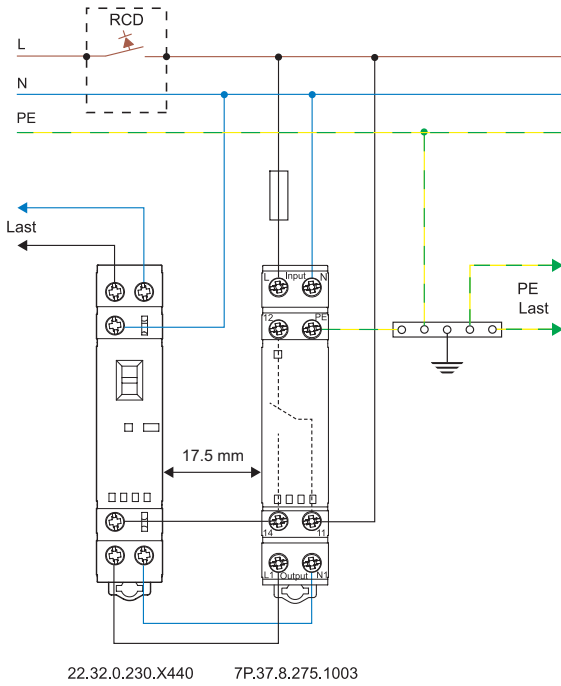 RCD
L
N
PE
Last
L Input N
12 PE
PE
Last
17.5 mm
14 11
L1 Output N1
22.32.0.230.X440 7P.37.8.275.1003